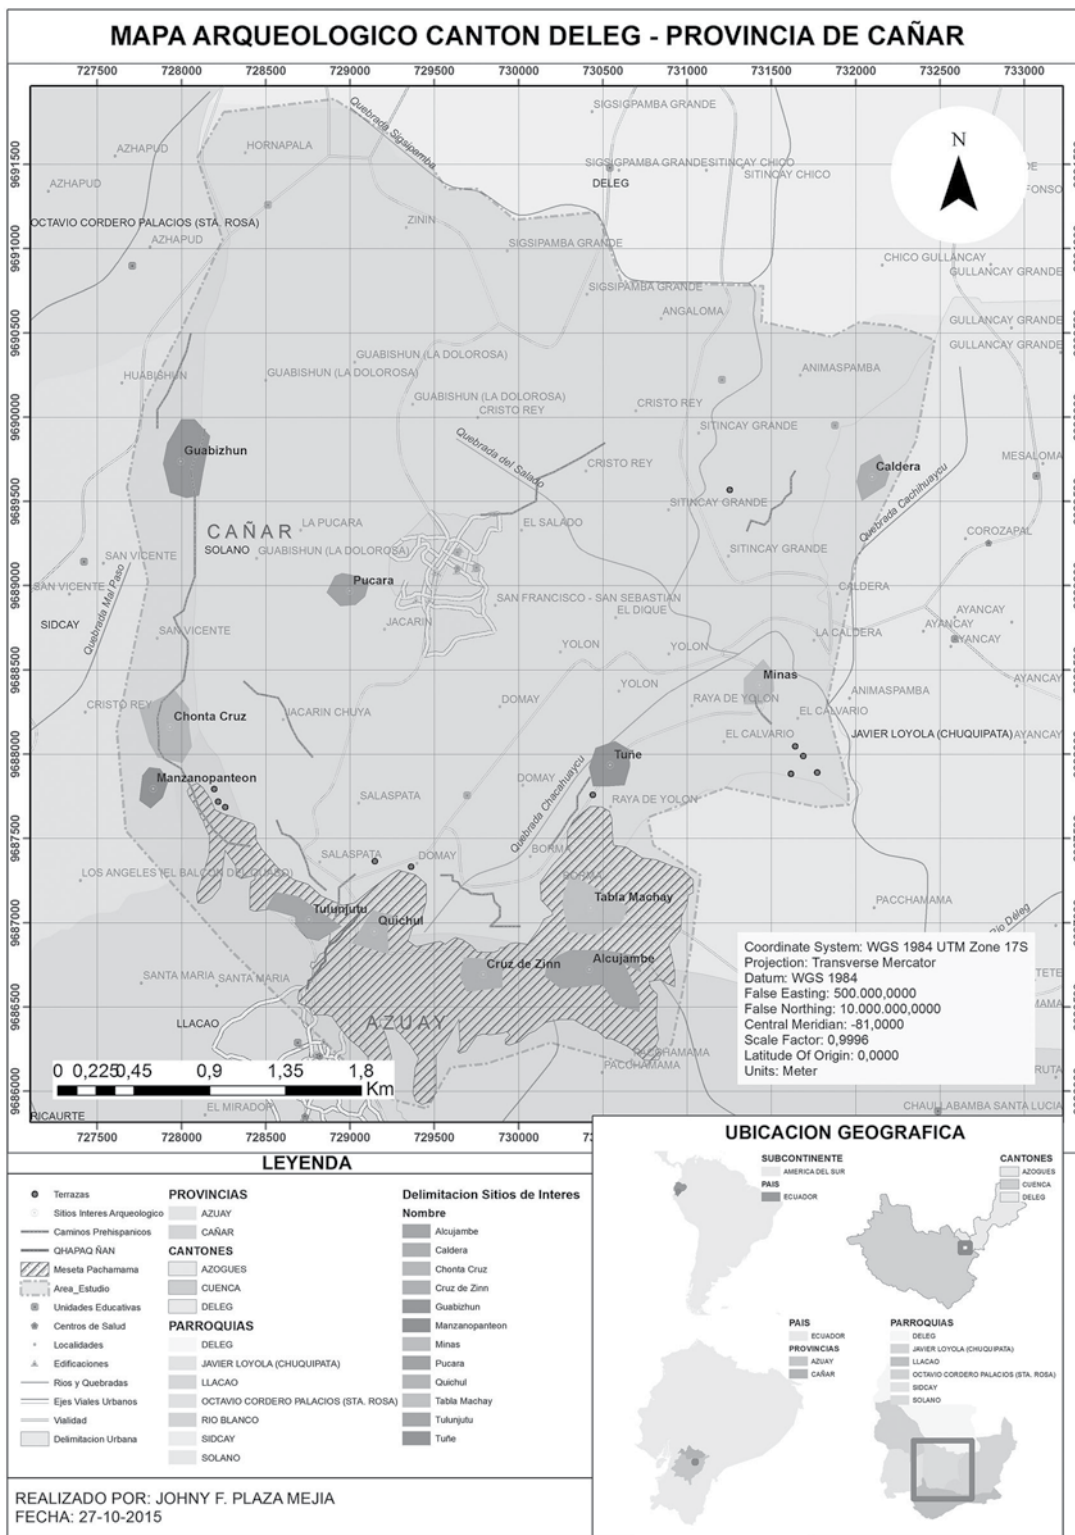 MAPA ARQUEOLOGICO CANTON DELEG - PROVINCIA DE CAÑAR
727500 728000 728500 729000 729500 730000 730500 731000 731500 732000 732500 733000
9691500
9691000
9690500
9690000
9689500
9689000
9688500
9688000
9687500
9687000
9686500
9686000
SIGSIGPAMBA GRANDE
Quebrada Sigsipamba
N
AZHAPUD
HORNAPALA
SIGSIGPAMBA GRANDE
SITINCAY CHICO
SITINCAY CHICO
DELEG
AZHAPUD
OCTAVIO CORDERO PALACIOS (STA. ROSA)
ZININ
AZHAPUD
SIGSIPAMBA GRANDE
CHICO GULLANCAY
GULLANCAY GRANDE
SIGSIPAMBA GRANDE
ANGALOMA
GULLANCAY GRANDE
GULLANCAY GRANDE
GUABISHUN (LA DOLOROSA)
GUABISHUN (LA DOLOROSA)
HUABISHUN
ANIMASPAMBA
GUABISHUN (LA DOLOROSA)
CRISTO REY
CRISTO REY
SITINCAY GRANDE
Quebrada del Salado
Guabizhun
CRISTO REY
Caldera
MESALOMA
SITINCAY GRANDE
Quebrada Cachihuaycu
CAÑAR
LA PUCARA
EL SALADO
COROZAPAL
SOLANO
GUABISHUN (LA DOLOROSA)
SITINCAY GRANDE
SAN VICENTE
SAN VICENTE
Pucara
CALDERA
SAN FRANCISCO - SAN SEBASTIAN
EL DIQUE
Quebrada Mal Paso
SIDCAY
JACARIN
AYANCAY
AYANCAY
AYANCAY
SAN VICENTE
LA CALDERA
YOLON
YOLON
Minas
YOLON
AYANCAY
CRISTO REY
Chonta Cruz
JACARIN CHUYA
DOMAY
RAYA DE YOLON
ANIMASPAMBA
EL CALVARIO
EL CALVARIO
JAVIER LOYOLA (CHUQUIPATA)
AYANCAY
Tuñe
Manzanopanteon
DOMAY
SALASPATA
RAYA DE YOLON
Quebrada Chacahuaycu
SALASPATA
DOMAY
BORMA
BORMA
Tabla Machay
PACCHAMAMA
Tulunjutu
Quichul
Rio Déleg
Cruz de Zinn
Alcujambe
SANTA MARIA
SANTA MARIA
LLACAO
AZUAY
PACCHAMAMA
PACCHAMAMA
EL MIRADOR
RICAURTE
CHAULLABAMBA SANTA LUCIA
Coordinate System: WGS 1984 UTM Zone 17S
Projection: Transverse Mercator
Datum: WGS 1984
False Easting: 500.000,0000
False Northing: 10.000.000,0000
Central Meridian: -81,0000
Scale Factor: 0,9996
Latitude Of Origin: 0,0000
Units: Meter
0 0,225 0,45 0,9 1,35 1,8
Km
727500 728000 728500 729000 729500 730000
LEYENDA
Terrazas
Sitios Interes Arqueologico
Caminos Prehispanicos
QHAPAQ ÑAN
Meseta Pachamama
Area_Estudio
Unidades Educativas
Centros de Salud
Localidades
Edificaciones
Rios y Quebradas
Ejes Viales Urbanos
Vialidad
Delimitacion Urbana
PROVINCIAS
AZUAY
CAÑAR
CANTONES
AZOGUES
CUENCA
DELEG
PARROQUIAS
DELEG
JAVIER LOYOLA (CHUQUIPATA)
LLACAO
OCTAVIO CORDERO PALACIOS (STA. ROSA)
RIO BLANCO
SIDCAY
SOLANO
Delimitacion Sitios de Interes
Nombre
Alcujambe
Caldera
Chonta Cruz
Cruz de Zinn
Guabizhun
Manzanopanteon
Minas
Pucara
Quichul
Tabla Machay
Tulunjutu
Tuñe
UBICACION GEOGRAFICA
SUBCONTINENTE
AMERICA DEL SUR
PAIS
ECUADOR
CANTONES
AZOGUES
CUENCA
DELEG
PAIS
ECUADOR
PROVINCIAS
AZUAY
CAÑAR
PARROQUIAS
DELEG
JAVIER LOYOLA (CHUQUIPATA)
LLACAO
OCTAVIO CORDERO PALACIOS (STA. ROSA)
SIDCAY
SOLANO
REALIZADO POR: JOHNY F. PLAZA MEJIA
FECHA: 27-10-2015